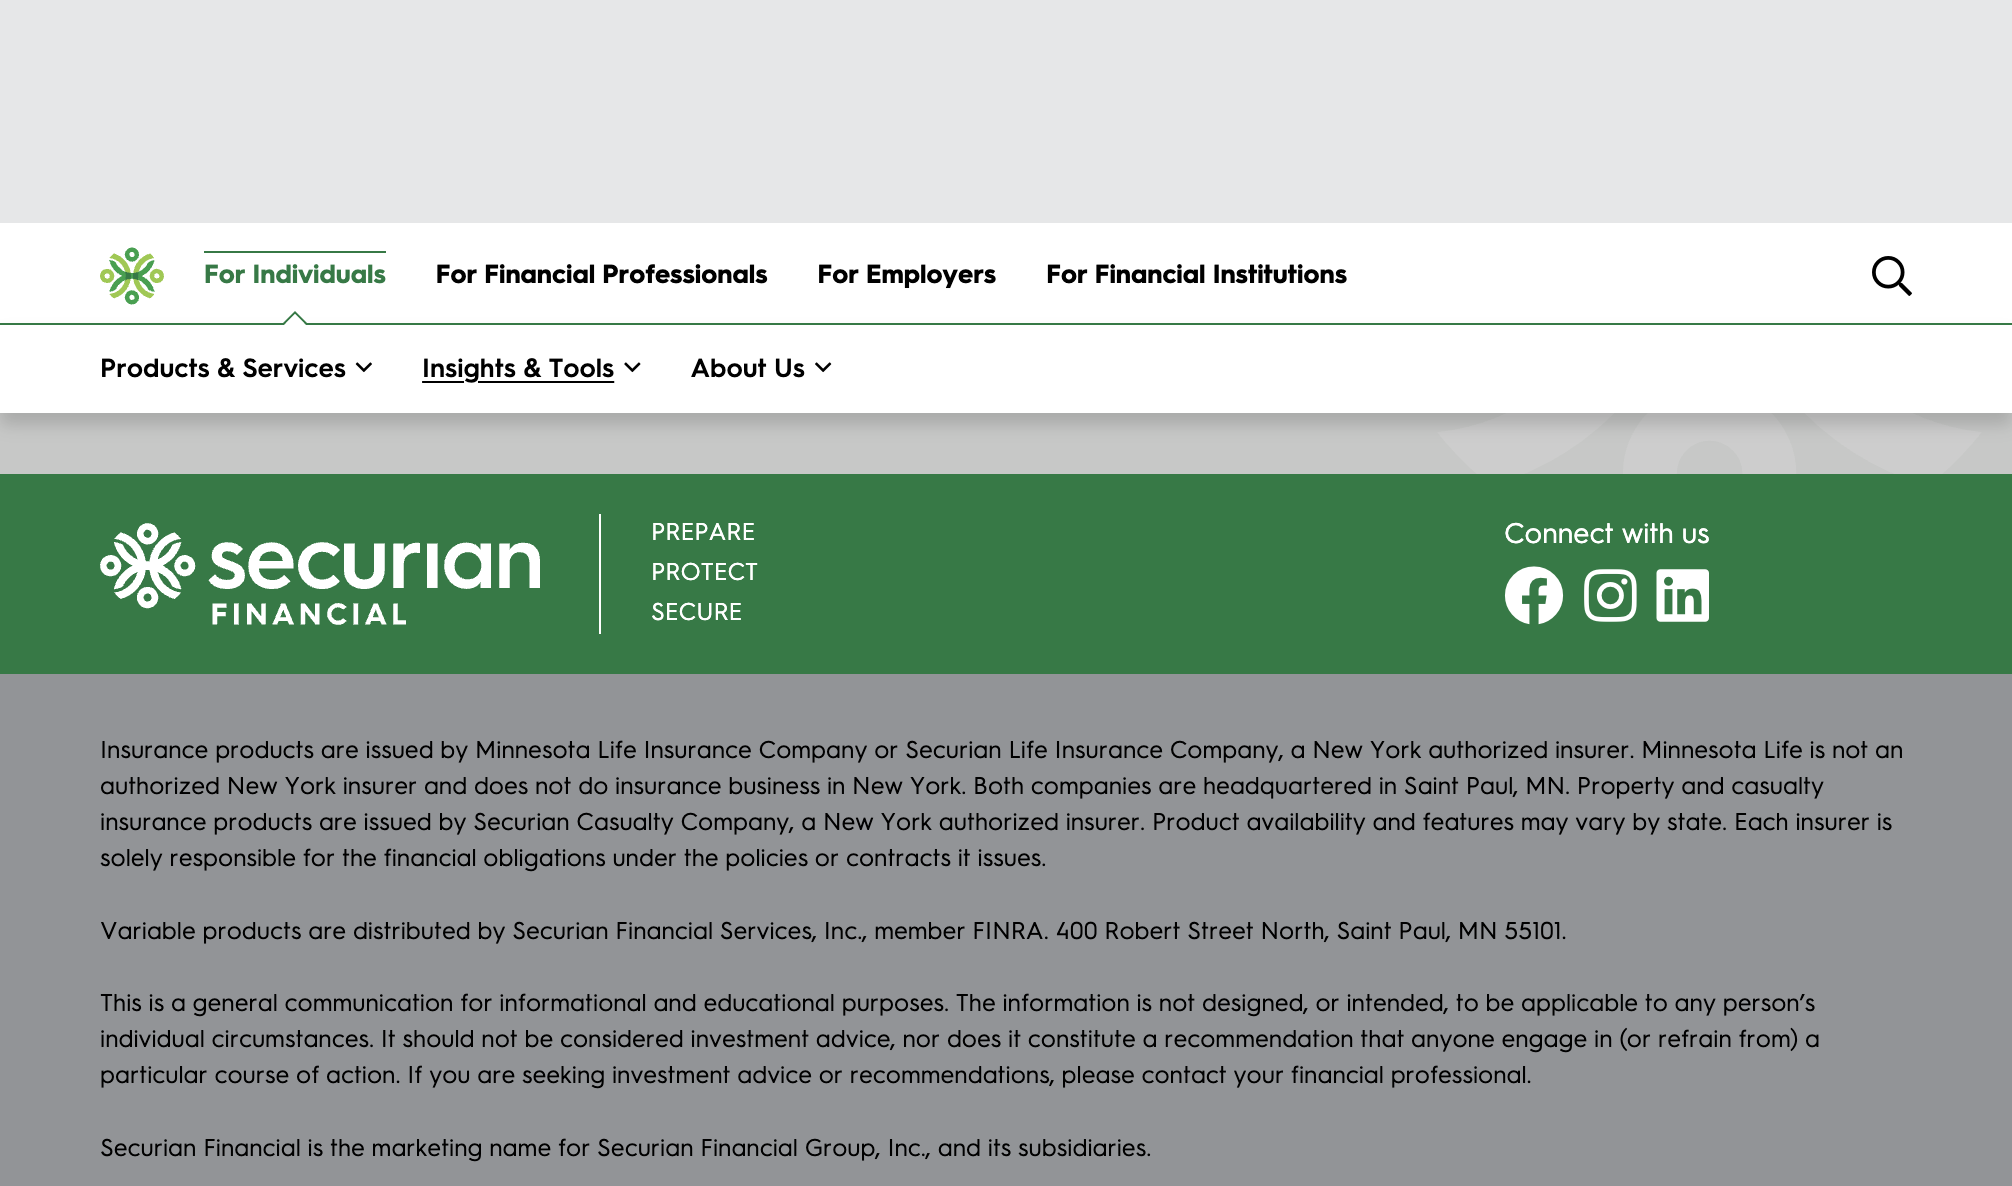 For Individuals For Financial Professionals For Employers For Financial Institutions
Products & Services Insights & Tools About Us
securian
FINANCIAL
PREPARE
PROTECT
SECURE
Connect with us
Insurance products are issued by Minnesota Life Insurance Company or Securian Life Insurance Company, a New York authorized insurer. Minnesota Life is not an
authorized New York insurer and does not do insurance business in New York. Both companies are headquartered in Saint Paul, MN. Property and casualty
insurance products are issued by Securian Casualty Company, a New York authorized insurer. Product availability and features may vary by state. Each insurer is
solely responsible for the financial obligations under the policies or contracts it issues.
Variable products are distributed by Securian Financial Services, Inc., member FINRA. 400 Robert Street North, Saint Paul, MN 55101.
This is a general communication for informational and educational purposes. The information is not designed, or intended, to be applicable to any person’s
individual circumstances. It should not be considered investment advice, nor does it constitute a recommendation that anyone engage in (or refrain from) a
particular course of action. If you are seeking investment advice or recommendations, please contact your financial professional.
Securian Financial is the marketing name for Securian Financial Group, Inc., and its subsidiaries.